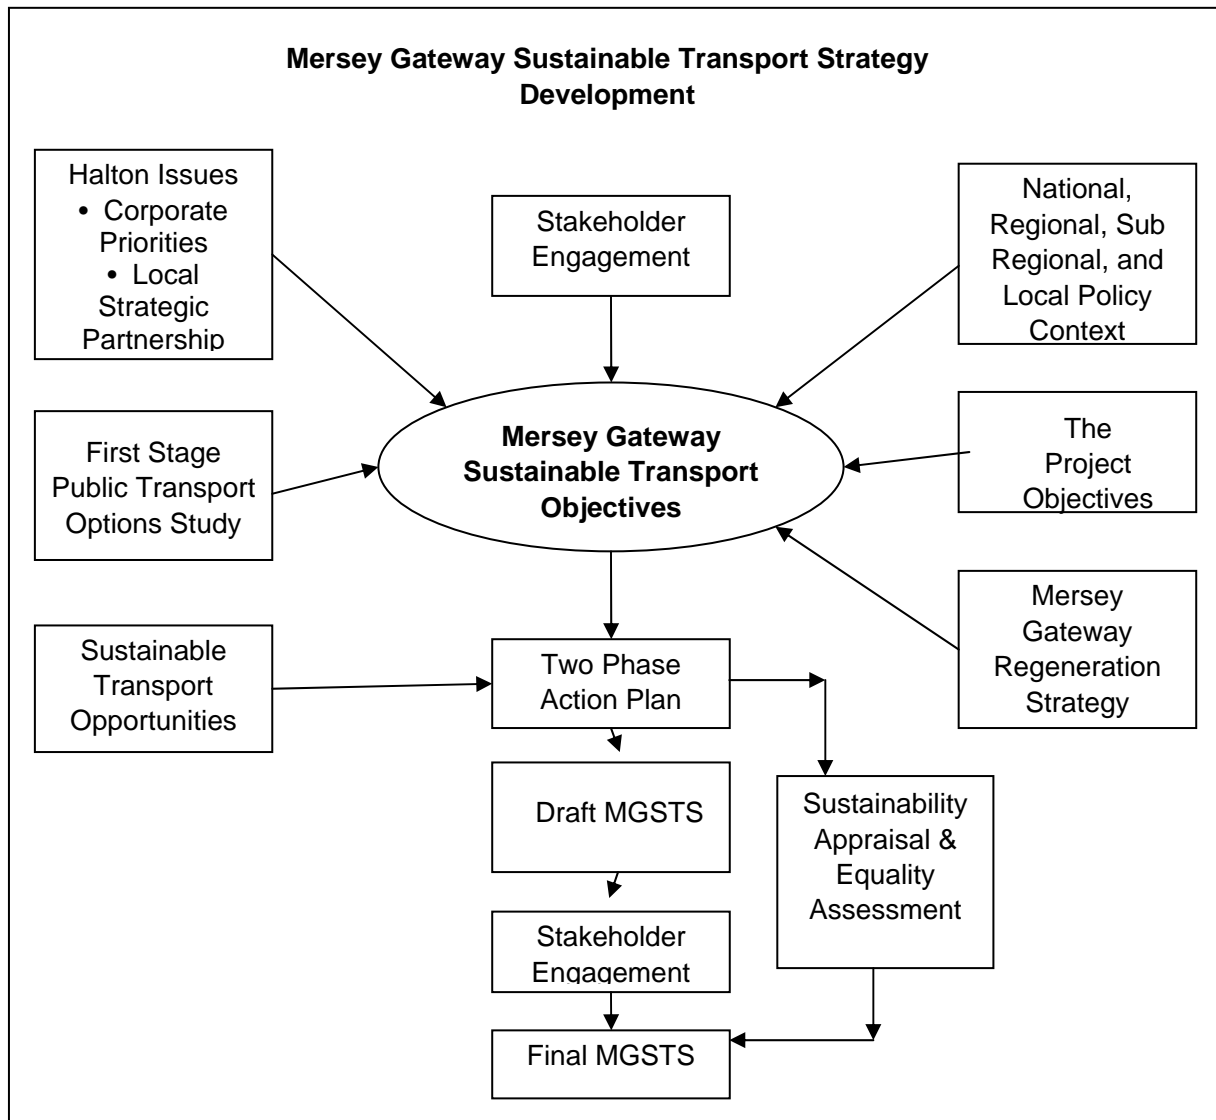 Mersey Gateway Sustainable Transport Strategy
Development
Halton Issues
• Corporate
Priorities
• Local
Strategic
Partnership
Stakeholder
Engagement
National,
Regional, Sub
Regional, and
Local Policy
Context
First Stage
Public Transport
Options Study
Mersey Gateway
Sustainable Transport
Objectives
The
Project
Objectives
Sustainable
Transport
Opportunities
Two Phase
Action Plan
Mersey
Gateway
Regeneration
Strategy
Draft MGSTS
Sustainability
Appraisal &
Equality
Assessment
Stakeholder
Engagement
Final MGSTS